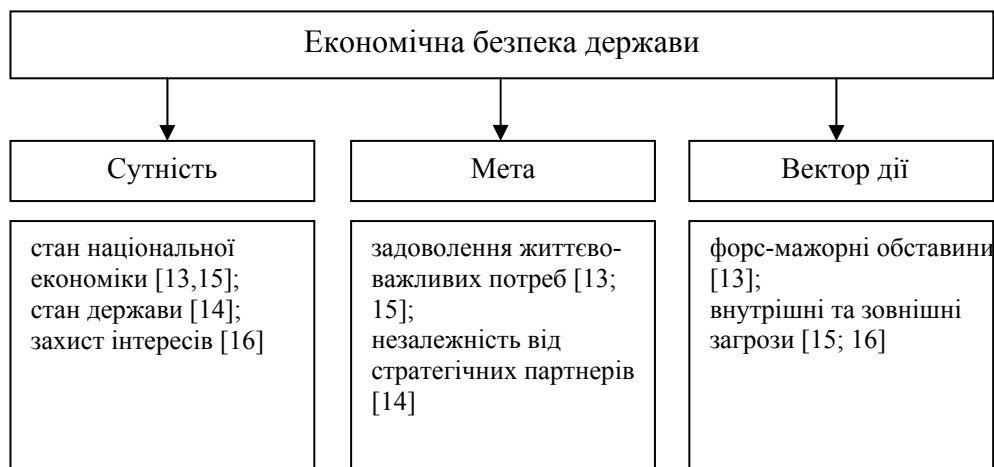 Економічна безпека держави
Сутність
Мета
Вектор дії
стан національної
економіки [13,15];
стан держави [14];
захист інтересів [16]
задоволення життєво-
важливих потреб [13;
15];
незалежність від
стратегічних партнерів
[14]
форс-мажорні обставини
[13];
внутрішні та зовнішні
загрози [15; 16]